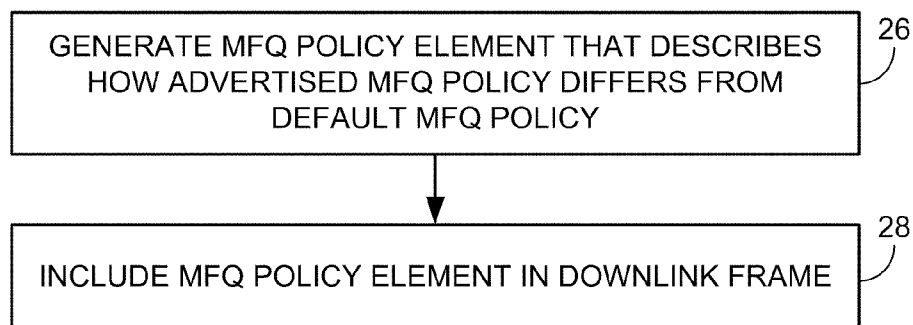 GENERATE MFQ POLICY ELEMENT THAT DESCRIBES
HOW ADVERTISED MFQ POLICY DIFFERS FROM
DEFAULT MFQ POLICY
26
INCLUDE MFQ POLICY ELEMENT IN DOWNLINK FRAME
28